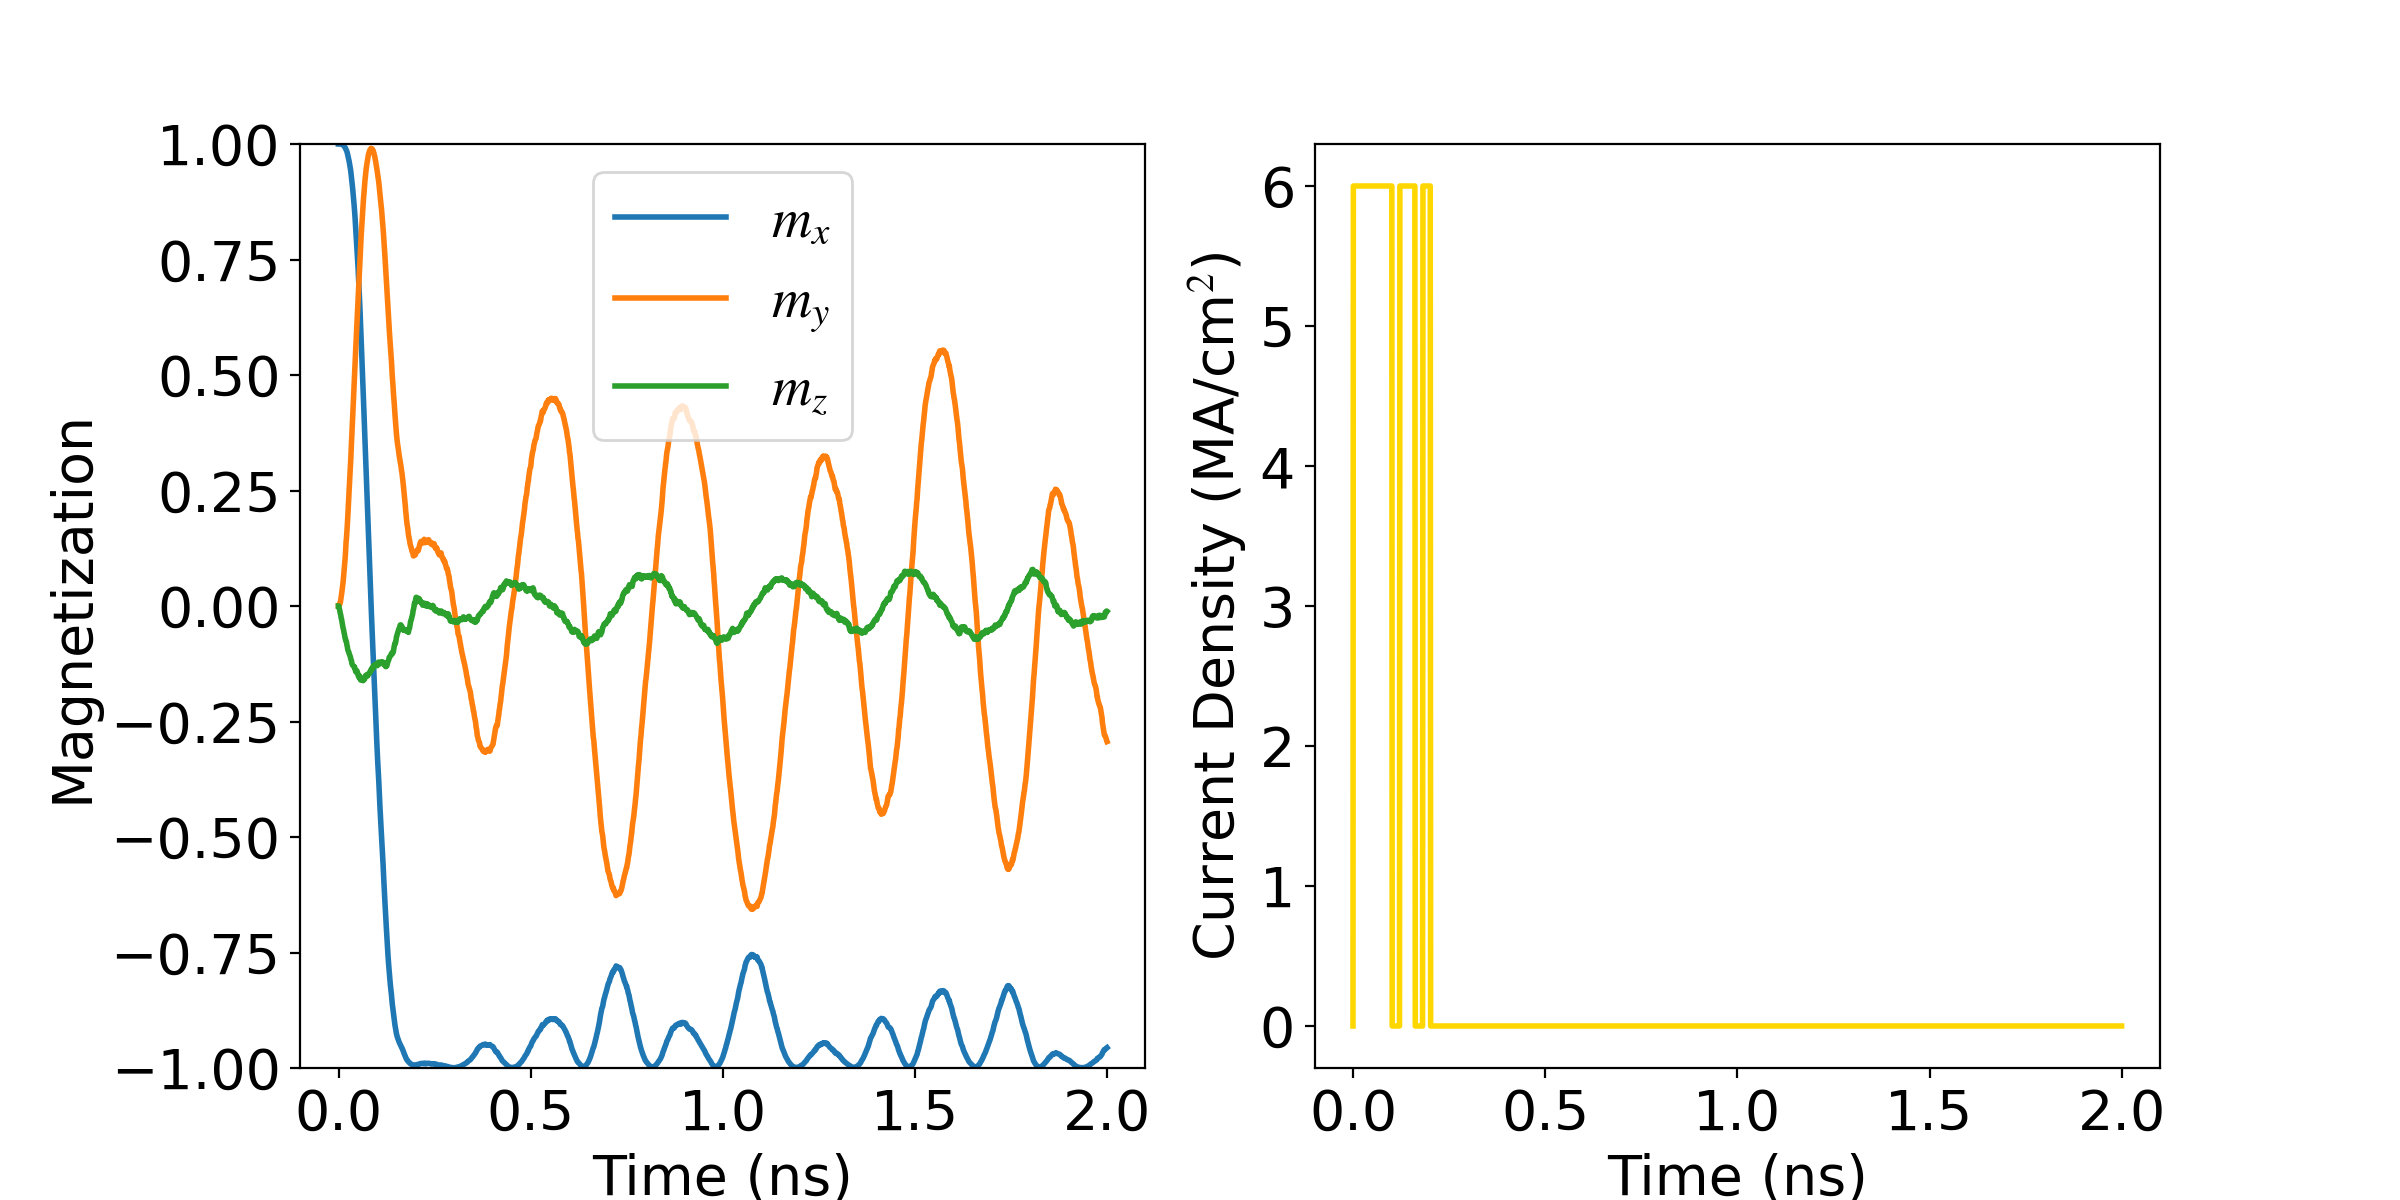 1.00
0.75
0.50
0.25
0.00
−0.25
−0.50
−0.75
−1.00
Magnetization
0.0 0.5 1.0 1.5 2.0
Time (ns)
m_x
m_y
m_z
6
5
4
3
2
1
0
Current Density (MA/cm²)
0.0 0.5 1.0 1.5 2.0
Time (ns)